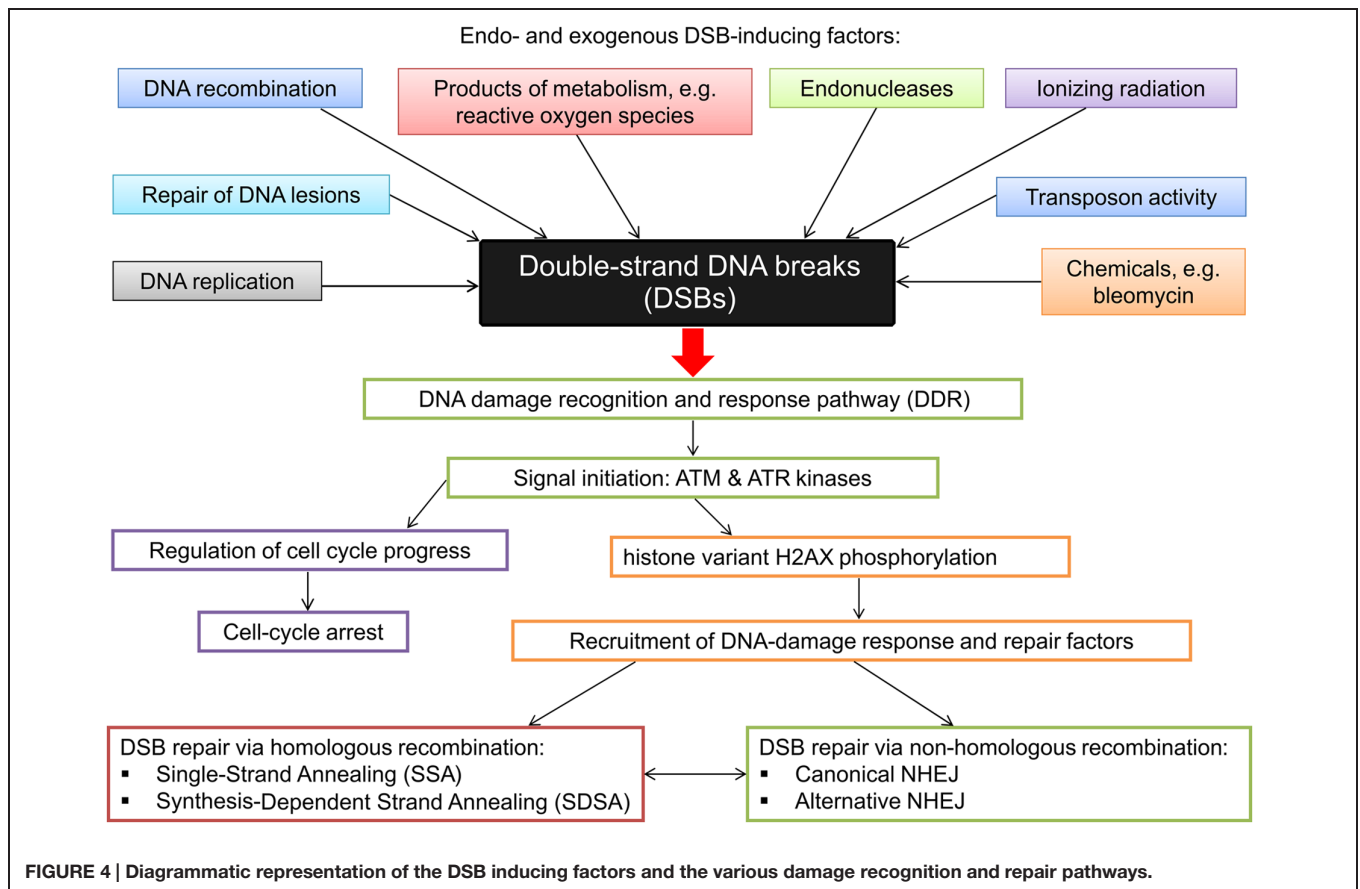 Endo- and exogenous DSB-inducing factors:
DNA recombination
Products of metabolism, e.g.
reactive oxygen species
Endonucleases
Ionizing radiation
Repair of DNA lesions
Transposon activity
DNA replication
Double-strand DNA breaks
(DSBs)
Chemicals, e.g.
bleomycin
DNA damage recognition and response pathway (DDR)
Signal initiation: ATM & ATR kinases
Regulation of cell cycle progress
histone variant H2AX phosphorylation
Cell-cycle arrest
Recruitment of DNA-damage response and repair factors
DSB repair via homologous recombination:
▪ Single-Strand Annealing (SSA)
▪ Synthesis-Dependent Strand Annealing (SDSA)
DSB repair via non-homologous recombination:
▪ Canonical NHEJ
▪ Alternative NHEJ
FIGURE 4 | Diagrammatic representation of the DSB inducing factors and the various damage recognition and repair pathways.